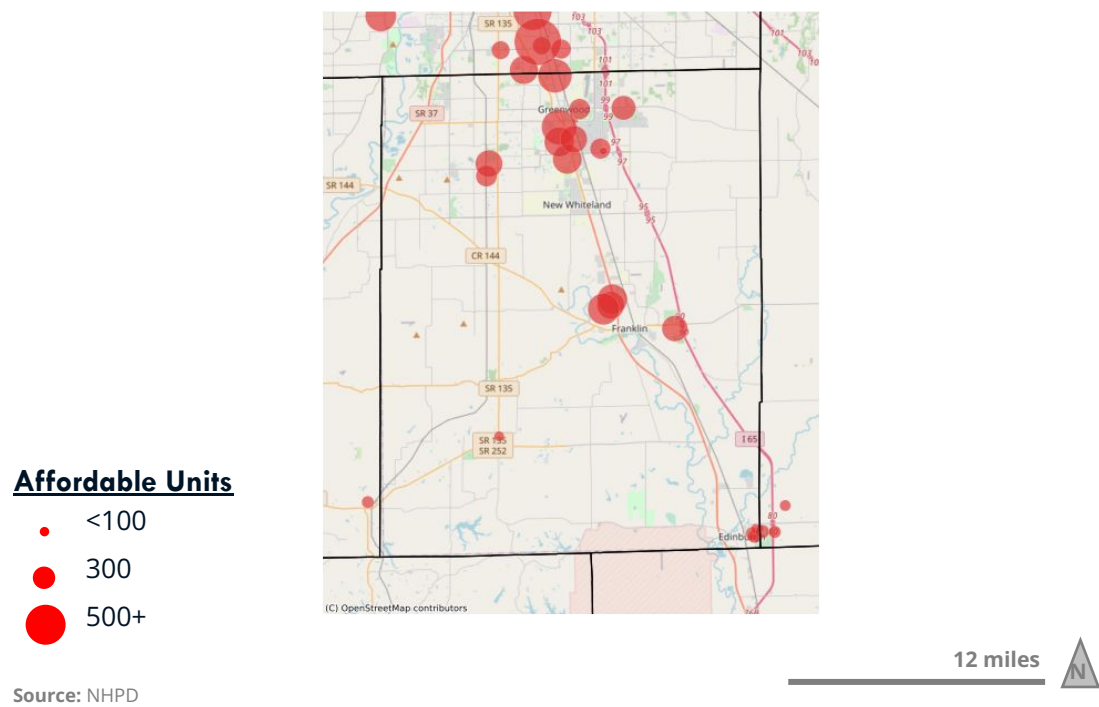 103
SR 135
103
101
103
101
101
99
Greenwood
99
SR 37
97
97
SR 144
New Whiteland
95
95
CR 144
Franklin
SR 135
I 65
SR 135
SR 252
Affordable Units
<100
300
500+
80
(C) OpenStreetMap contributors
12 miles
N
Source: NHPD